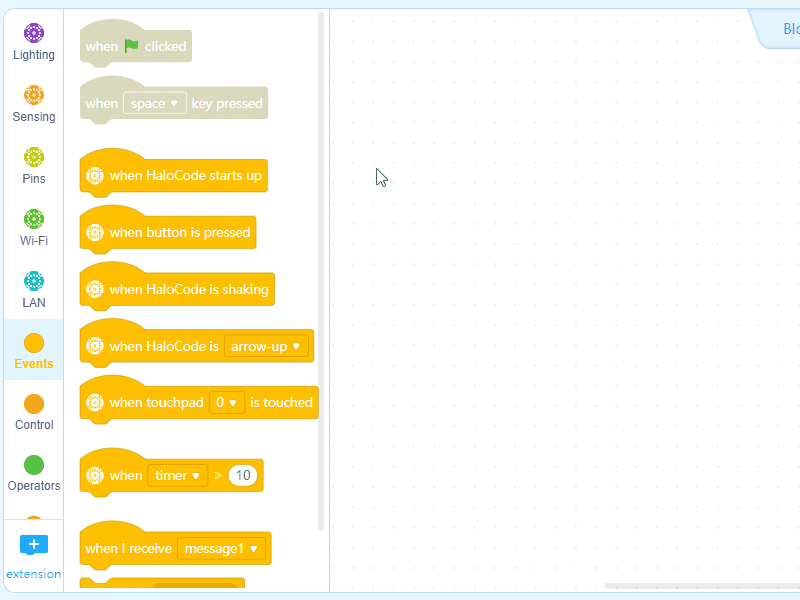 Lighting
Sensing
Pins
Wi-Fi
LAN
Events
Control
Operators
+
extension
when clicked
when space ▼ key pressed
when HaloCode starts up
when button is pressed
when HaloCode is shaking
when HaloCode is arrow-up ▼
when touchpad 0 ▼ is touched
when timer ▼ > 10
when I receive message1 ▼